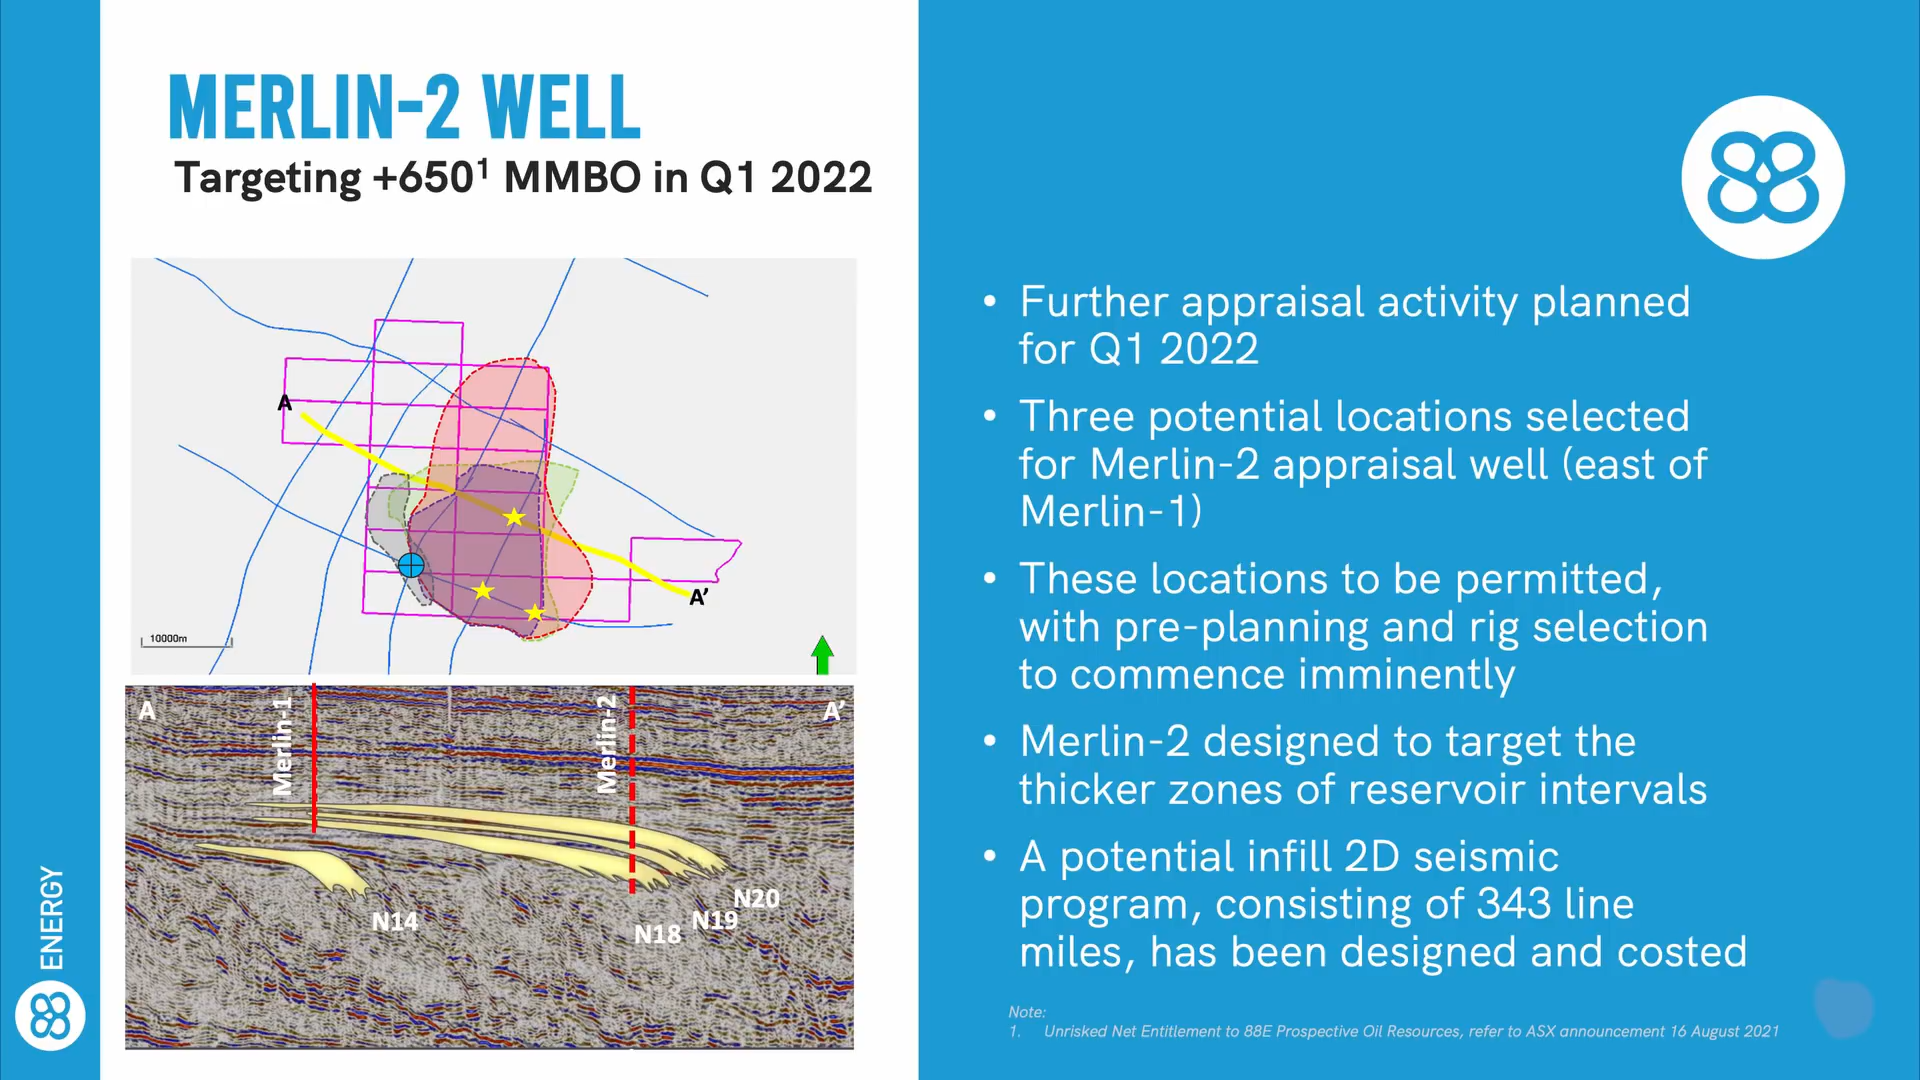 MERLIN-2 WELL
Targeting +650¹ MMBO in Q1 2022
A
A’
10000m
A
Merlin-1
Merlin-2
A’
N14
N18
N19
N20
ENERGY
88
• Further appraisal activity planned
for Q1 2022
• Three potential locations selected
for Merlin-2 appraisal well (east of
Merlin-1)
• These locations to be permitted,
with pre-planning and rig selection
to commence imminently
• Merlin-2 designed to target the
thicker zones of reservoir intervals
• A potential infill 2D seismic
program, consisting of 343 line
miles, has been designed and costed
Note:
1. Unrisked Net Entitlement to 88E Prospective Oil Resources, refer to ASX announcement 16 August 2021
88